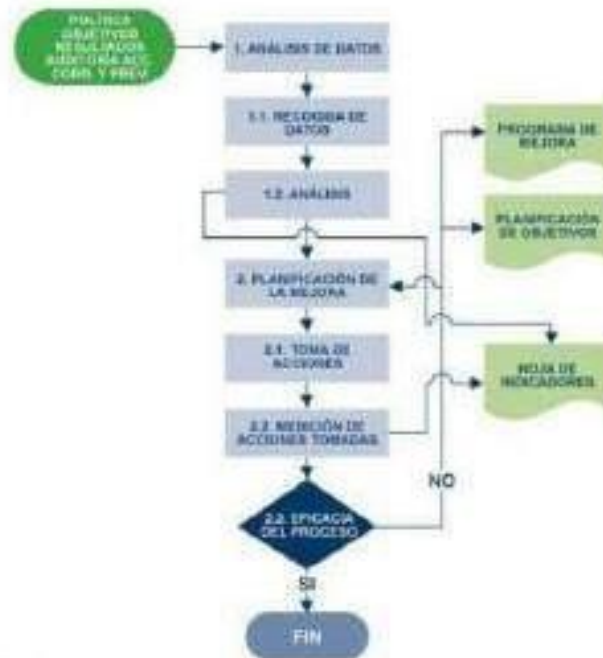 POLÍTICA
OBJETIVOS
RESULTADOS
AUDITORÍA ACC.
CORR. Y PREV.
1. ANÁLISIS DE DATOS
1.1. RECOGIDA DE
DATOS
1.2. ANÁLISIS
2. PLANIFICACIÓN DE
LA MEJORA
2.1. TOMA DE
ACCIONES
2.2. MEDICIÓN DE
ACCIONES TOMADAS
2.2. EFICACIA
DEL PROCESO
SI
FIN
NO
PROGRAMA DE
MEJORA
PLANIFICACIÓN
DE OBJETIVOS
HOJA DE
INDICADORES